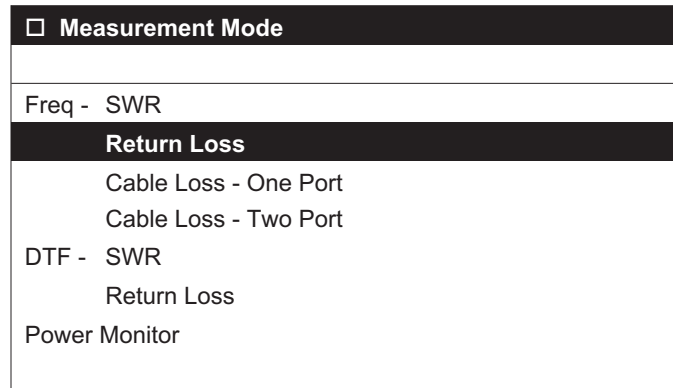 ☐ Measurement Mode
Freq - SWR
Return Loss
Cable Loss - One Port
Cable Loss - Two Port
DTF - SWR
Return Loss
Power Monitor